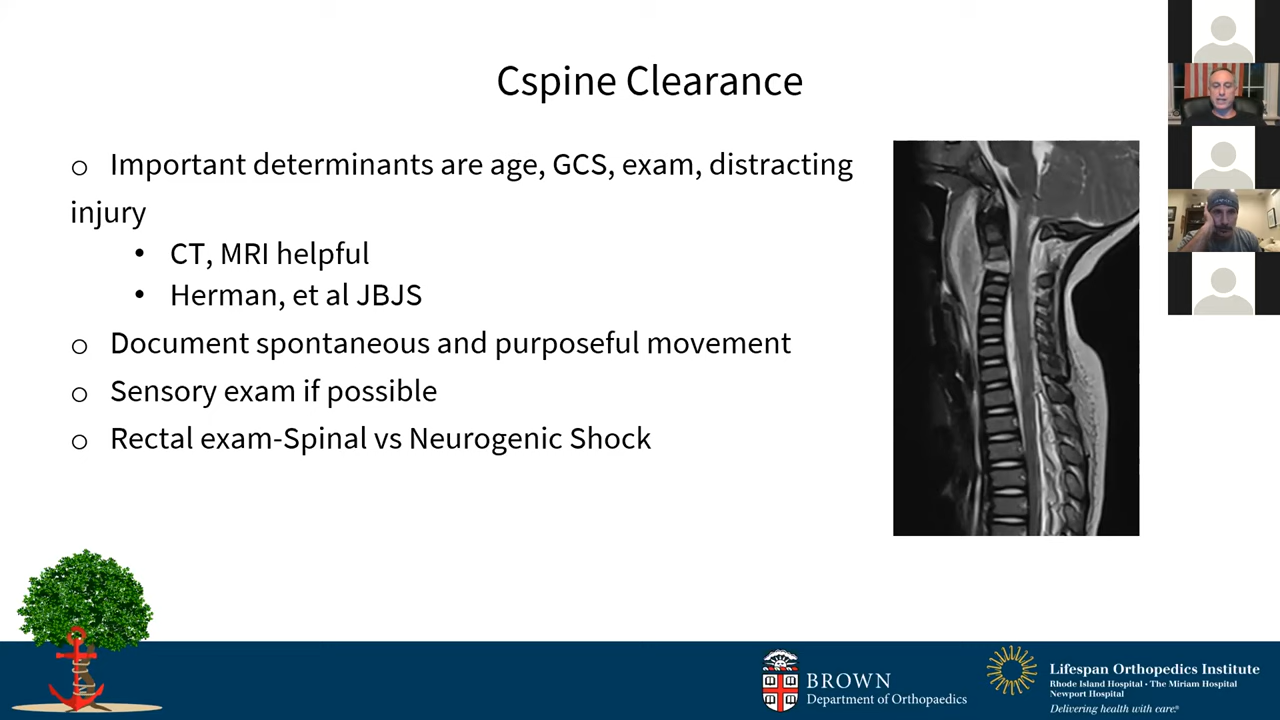 Cspine Clearance
o Important determinants are age, GCS, exam, distracting
injury
• CT, MRI helpful
• Herman, et al JBJS
o Document spontaneous and purposeful movement
o Sensory exam if possible
o Rectal exam-Spinal vs Neurogenic Shock
BROWN
Department of Orthopaedics
Lifespan Orthopedics Institute
Rhode Island Hospital • The Miriam Hospital
Newport Hospital
Delivering health with care.®